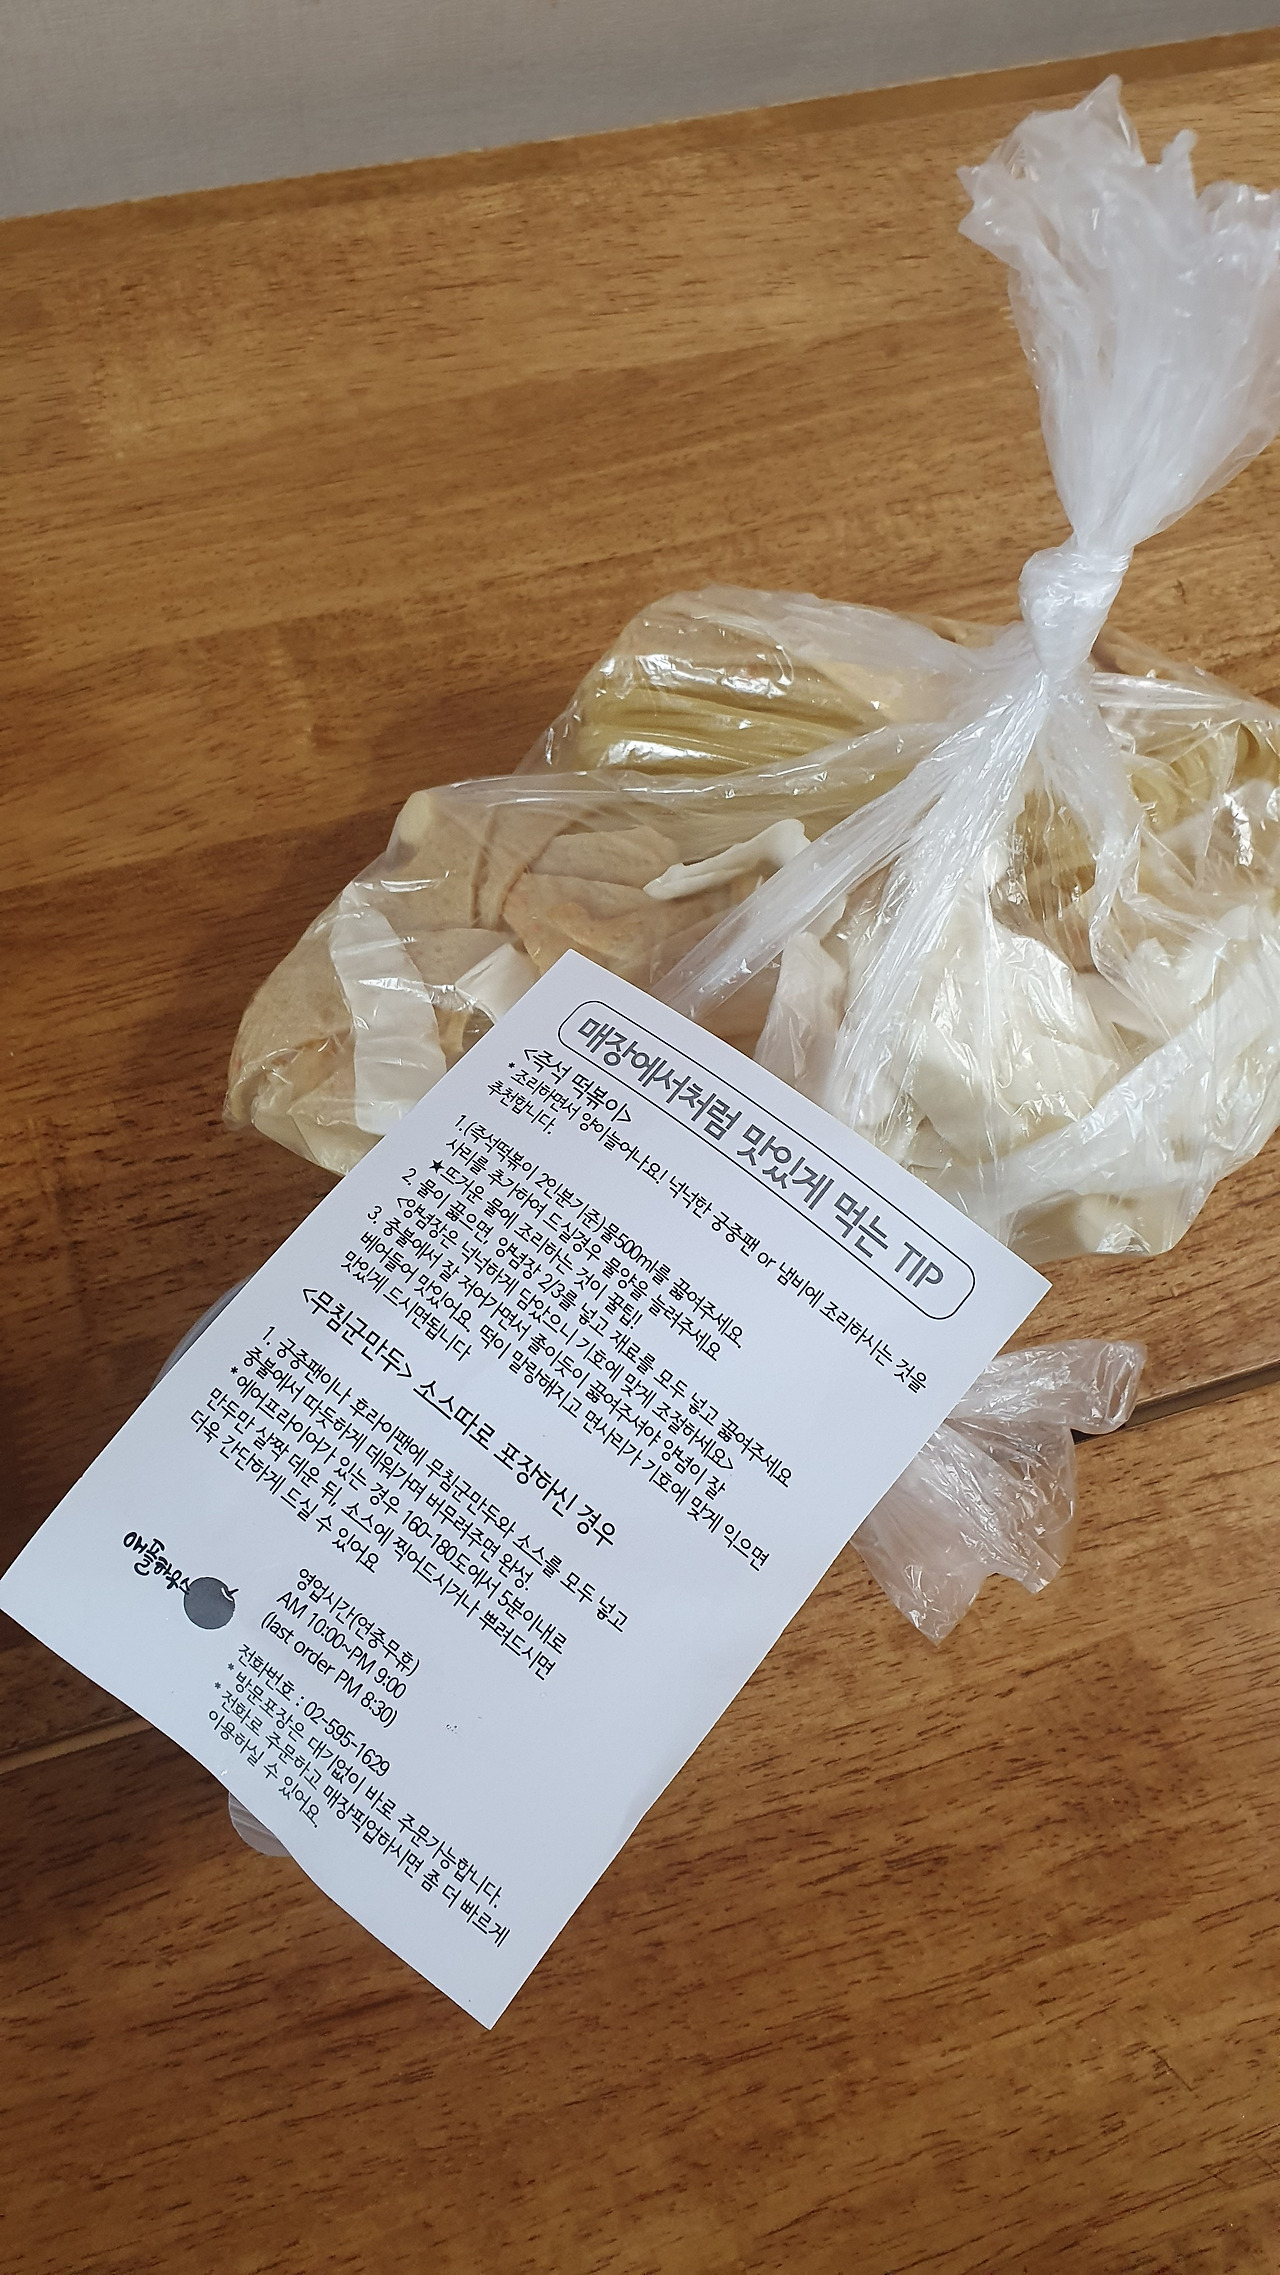 매장에서처럼 맛있게 먹는 TIP
<즉석 떡볶이>
*조리하면서 양이늘어나요! 넉넉한 궁중팬 or 냄비에 조리하시는 것을
추천합니다.
1.(즉석떡볶이 2인분기준)물500ml를 끓여주세요.
사리를 추가하여 드실경우 물양을 늘려주세요
★뜨거운 물에 조리하는 것이 꿀팁!
2. 물이 끓으면, 양념장 2/3를 넣고 재료를 모두 넣고 끓여주세요
<양념장은 넉넉하게 담았으니 기호에 맞게 조절하세요>
3. 중불에서 잘 저어가면서 졸이듯이 끓여주셔야 양념이 잘
베어들어 맛있어요. 떡이 말랑해지고 면사리가 기호에 맞게 익으면
맛있게 드시면됩니다
<무침군만두> 소스따로 포장하신 경우
1. 궁중팬이나 후라이팬에 무침군만두와 소스를 모두 넣고
중불에서 따듯하게 데워가며 버무려주면 완성!
*에어프라이어가 있는 경우 160-180도에서 5분이내로
만두만 살짝 데운 뒤, 소스에 찍어드시거나 뿌려드시면
더욱 간단하게 드실 수 있어요
애플하우스
영업시간(연중무휴)
AM 10:00~PM 9:00
(last order PM 8:30)
전화번호 : 02-595-1629
*방문포장은 대기없이 바로 주문가능합니다.
*전화로 주문하고 매장픽업하시면 좀 더 빠르게
이용하실 수 있어요.